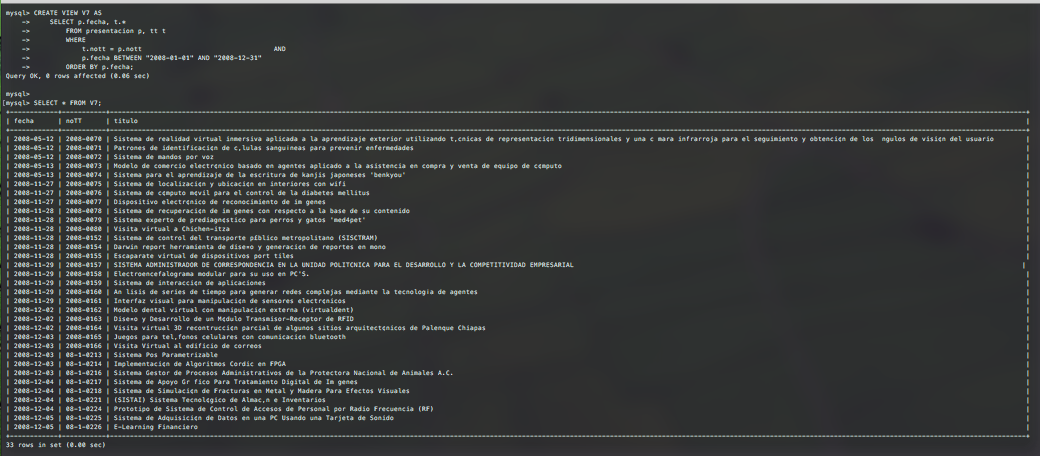 mysql> CREATE VIEW V7 AS
    ->     SELECT p.fecha, t.*
    ->         FROM presentacion p, tt t
    ->         WHERE
    ->             t.nott = p.nott                                 AND
    ->             p.fecha BETWEEN "2008-01-01" AND "2008-12-31"
    ->         ORDER BY p.fecha;
Query OK, 0 rows affected (0.06 sec)
mysql>
[mysql> SELECT * FROM V7;
| fecha      | noTT      | titulo |
| 2008-05-12 | 2008-0070 | Sistema de realidad virtual inmersiva aplicada a la aprendizaje exterior utilizando t,cnicas de representación tridimensionales y una c mara infrarroja para el seguimiento y obtención de los  ngulos de visión del usuario |
| 2008-05-12 | 2008-0071 | Patrones de identificación de c,lulas sanguineas para prevenir enfermedades
| 2008-05-12 | 2008-0072 | Sistema de mandos por voz
| 2008-05-13 | 2008-0073 | Modelo de comercio electr¢nico basado en agentes aplicado a la asistencia en compra y venta de equipo de c¢mputo
| 2008-05-13 | 2008-0074 | Sistema para el aprendizaje de la escritura de kanjis japoneses 'benkyou'
| 2008-11-27 | 2008-0075 | Sistema de localizaci¢n y ubicaci¢n en interiores con wifi
| 2008-11-27 | 2008-0076 | Sistema de c¢mputo m¢vil para el control de la diabetes mellitus
| 2008-11-27 | 2008-0077 | Dispositivo electr¢nico de reconocimiento de im genes
| 2008-11-28 | 2008-0078 | Sistema de recuperaci¢n de im genes con respecto a la base de su contenido
| 2008-11-28 | 2008-0079 | Sistema experto de prediagn¢stico para perros y gatos 'med4pet'
| 2008-11-28 | 2008-0080 | Visita virtual a Chichen-itza
| 2008-11-28 | 2008-0152 | Sistema de control del transporte p£blico metropolitano (SISCTRAM)
| 2008-11-28 | 2008-0154 | Darwin report herramienta de dise¤o y generaci¢n de reportes en mono
| 2008-11-28 | 2008-0155 | Escaparate virtual de dispositivos port tiles
| 2008-11-29 | 2008-0157 | SISTEMA ADMINISTRADOR DE CORRESPONDENCIA EN LA UNIDAD POLITCNICA PARA EL DESARROLLO Y LA COMPETITIVIDAD EMPRESARIAL |
| 2008-11-29 | 2008-0158 | Electroencefalograma modular para su uso en PC'S.
| 2008-11-29 | 2008-0159 | Sistema de interacci¢n de aplicaciones
| 2008-11-29 | 2008-0160 | An lisis de series de tiempo para generar redes complejas mediante la tecnologia de agentes
| 2008-11-29 | 2008-0161 | Interfaz visual para manipulaci¢n de sensores electr¢nicos
| 2008-12-02 | 2008-0162 | Modelo dental virtual con manipulaci¢n externa (virtualdent)
| 2008-12-02 | 2008-0163 | Dise¤o y Desarrollo de un M¢dulo Transmisor-Receptor de RFID
| 2008-12-02 | 2008-0164 | Visita virtual 3D recontrucci¢n parcial de algunos sitios arquitect¢nicos de Palenque Chiapas
| 2008-12-03 | 2008-0165 | Juegos para tel,fonos celulares con comunicaci¢n bluetooth
| 2008-12-03 | 2008-0166 | Visita Virtual al edificio de correos
| 2008-12-03 | 08-1-0213 | Sistema Pos Parametrizable
| 2008-12-03 | 08-1-0214 | Implementaci¢n de Algoritmos Cordic en FPGA
| 2008-12-03 | 08-1-0216 | Sistema Gestor de Procesos Administrativos de la Protectora Nacional de Animales A.C.
| 2008-12-04 | 08-1-0217 | Sistema de Apoyo Gr fico Para Tratamiento Digital de Im genes
| 2008-12-04 | 08-1-0218 | Sistema de Simulaci¢n de Fracturas en Metal y Madera Para Efectos Visuales
| 2008-12-04 | 08-1-0221 | (SISTAI) Sistema Tecnol¢gico de Almac,n e Inventarios
| 2008-12-04 | 08-1-0224 | Prototipo de Sistema de Control de Accesos de Personal por Radio Frecuencia (RF)
| 2008-12-05 | 08-1-0225 | Sistema de Adquisici¢n de Datos en una PC Usando una Tarjeta de Sonido
| 2008-12-05 | 08-1-0226 | E-Learning Financiero
33 rows in set (0.00 sec)